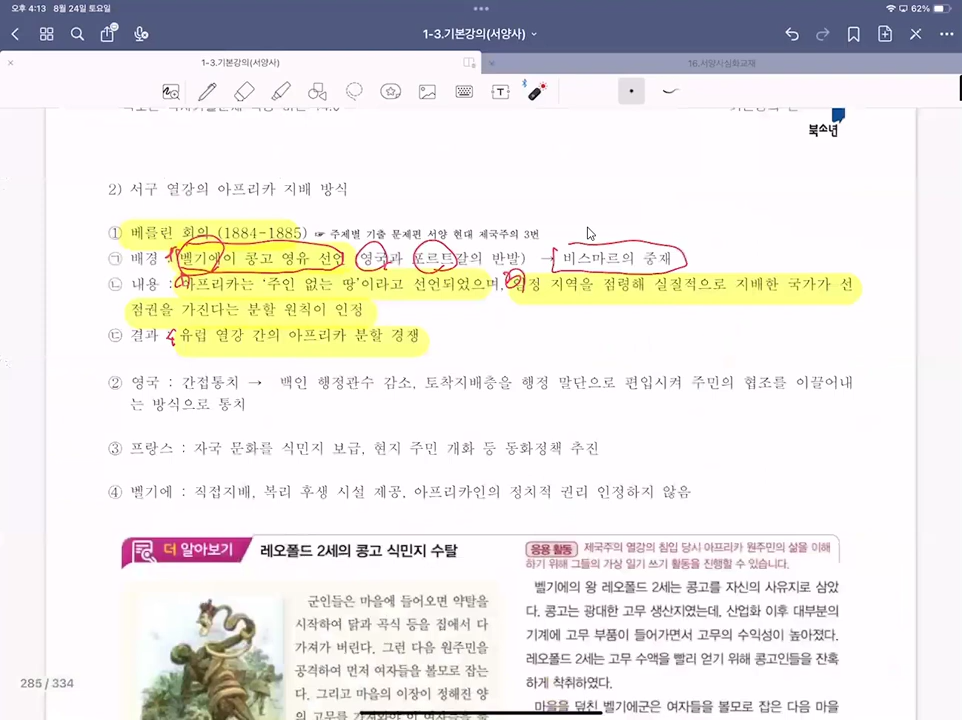 오후 4:13 8월 24일 토요일
62%
1-3.기본강의(서양사)
1-3.기본강의(서양사)
16.서양사심화교재
북소년
2) 서구 열강의 아프리카 지배 방식
① 베를린 회의 (1884-1885) ☞ 주제별 기출 문제편 서양 현대 제국주의 3번
㉠ 배경 벨기에이 콩고 영유 선언 (영국과 포르트갈의 반발) → 비스마르의 중재
㉡ 내용 : 아프리카는 '주인 없는 땅'이라고 선언되었으며, 일정 지역을 점령해 실질적으로 지배한 국가가 선
점권을 가진다는 분할 원칙이 인정
㉢ 결과 : 유럽 열강 간의 아프리카 분할 경쟁
② 영국 : 간접통치 → 백인 행정관수 감소, 토착지배층을 행정 말단으로 편입시켜 주민의 협조를 이끌어내
는 방식으로 통치
③ 프랑스 : 자국 문화를 식민지 보급, 현지 주민 개화 등 동화정책 추진
④ 벨기에 : 직접지배, 복리 후생 시설 제공, 아프리카인의 정치적 권리 인정하지 않음
더 알아보기 레오폴드 2세의 콩고 식민지 수탈
군인들은 마을에 들어오면 약탈을
시작하여 닭과 곡식 등을 집에서 다
가져가 버린다. 그런 다음 원주민을
공격하여 먼저 여자들을 볼모로 잡는
다. 그리고 마을의 이장이 정해진 양
의 고무를 가져와야 이 여자들을 풀
응용 활동 제국주의 열강의 침입 당시 아프리카 원주민의 삶을 이해
하기 위해 그들의 가상 일기 쓰기 활동을 진행할 수 있습니다.
벨기에의 왕 레오폴드 2세는 콩고를 자신의 사유지로 삼았
다. 콩고는 광대한 고무 생산지였는데, 산업화 이후 대부분의
기계에 고무 부품이 들어가면서 고무의 수익성이 높아졌다.
레오폴드 2세는 고무 수액을 빨리 얻기 위해 콩고인들을 잔혹
하게 착취하였다.
마을을 덮친 벨기에군은 여자들을 볼모로 잡은 다음 마을
285 / 334